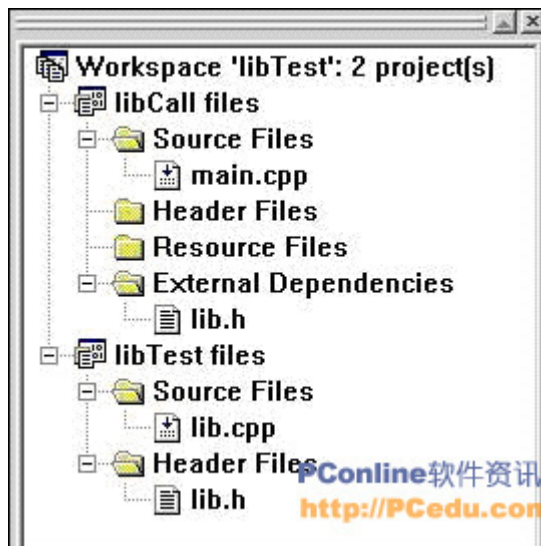 Workspace 'libTest': 2 project(s)
libCall files
Source Files
main.cpp
Header Files
Resource Files
External Dependencies
lib.h
libTest files
Source Files
lib.cpp
Header Files
lib.h
PConline软件资讯
http://PCedu.com